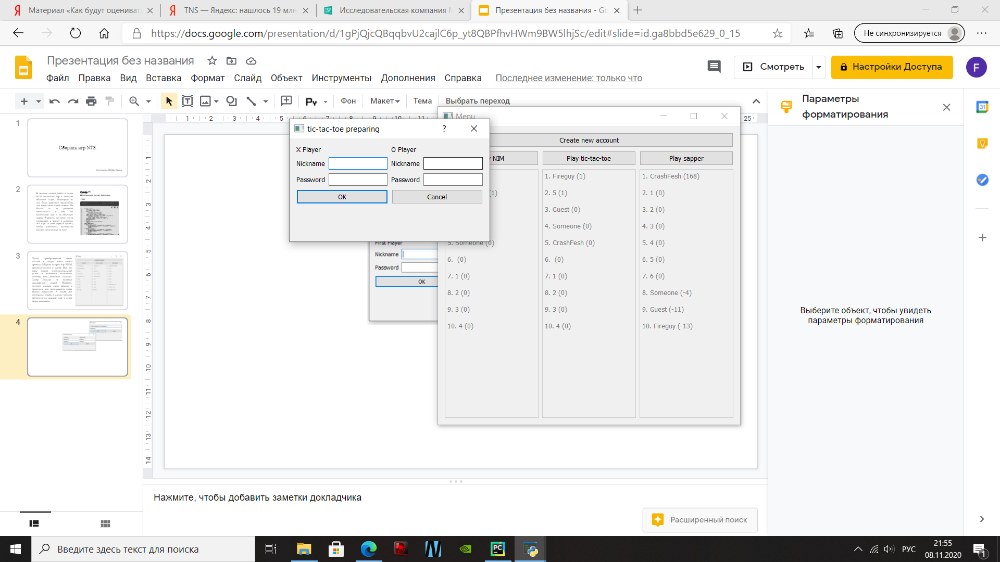 Материал «Как будут оценивать
TNS — Яндекс: нашлось 19 млн
Исследовательская компания M
Презентация без названия - Go
https://docs.google.com/presentation/d/1gPjQjcQBqqbvU2cajlC6p_yt8QBPfhvHWm9BW5lhjSc/edit#slide=id.ga8bbd5e629_0_15
Не синхронизируется
Презентация без названия
Файл Правка Вид Вставка Формат Слайд Объект Инструменты Дополнения Справка Последнее изменение: только что
Смотреть
Настройки Доступа
F
Фон Макет Тема Выбрать переход
Параметры
форматирования
Выберите объект, чтобы увидеть
параметры форматирования
1
Сборник игр NTS.
2
3
4
tic-tac-toe preparing
X Player O Player
Nickname Nickname
Password Password
OK Cancel
First Player
Nickname
Password
OK
Menu
Create new account
NIM Play tic-tac-toe Play sapper
(1)
5. Someone (0)
6. (0)
7. 1 (0)
8. 2 (0)
9. 3 (0)
10. 4 (0)
1. Fireguy (1)
2. 5 (1)
3. Guest (0)
4. Someone (0)
5. CrashFesh (0)
6. (0)
7. 1 (0)
8. 2 (0)
9. 3 (0)
10. 4 (0)
1. CrashFesh (168)
2. 1 (0)
3. 2 (0)
4. 3 (0)
5. 4 (0)
6. 5 (0)
7. 6 (0)
8. Someone (-4)
9. Guest (-11)
10. Fireguy (-13)
Нажмите, чтобы добавить заметки докладчика
Расширенный поиск
Введите здесь текст для поиска
РУС
21:55
08.11.2020
1